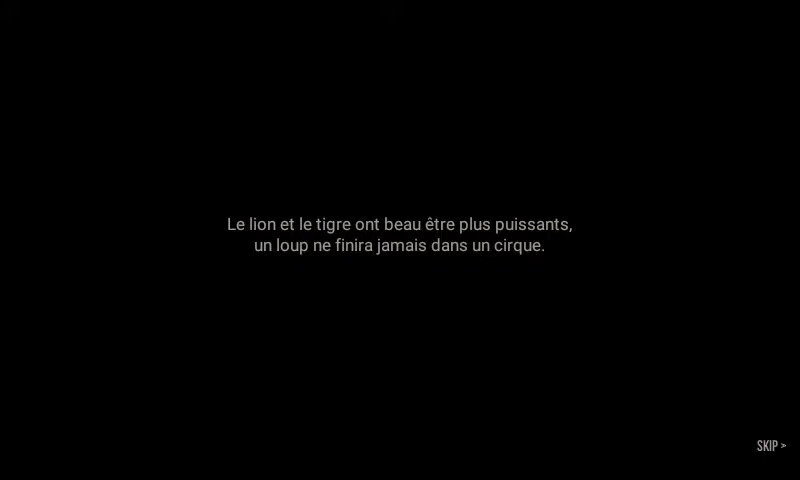 Le lion et le tigre ont beau être plus puissants,
un loup ne finira jamais dans un cirque.
SKIP >